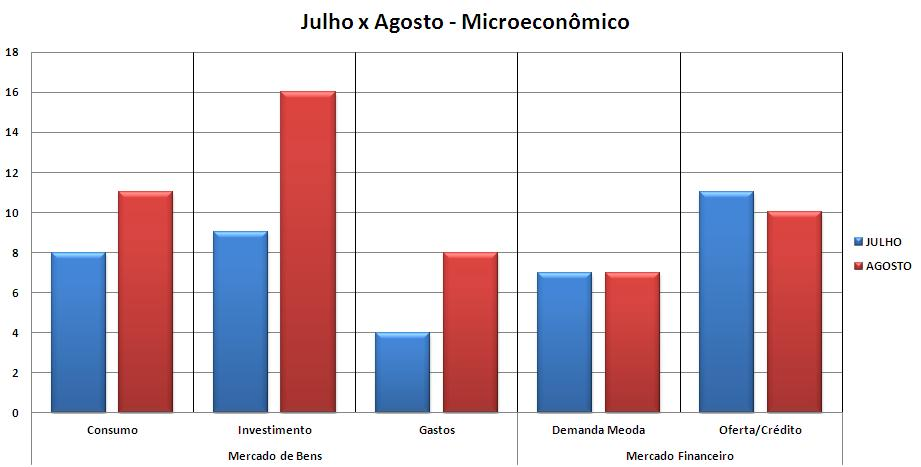 Julho x Agosto - Microeconômico
18
16
14
12
10
8
6
4
2
0
JULHO
AGOSTO
Consumo
Investimento
Gastos
Demanda Meoda
Oferta/Crédito
Mercado de Bens
Mercado Financeiro